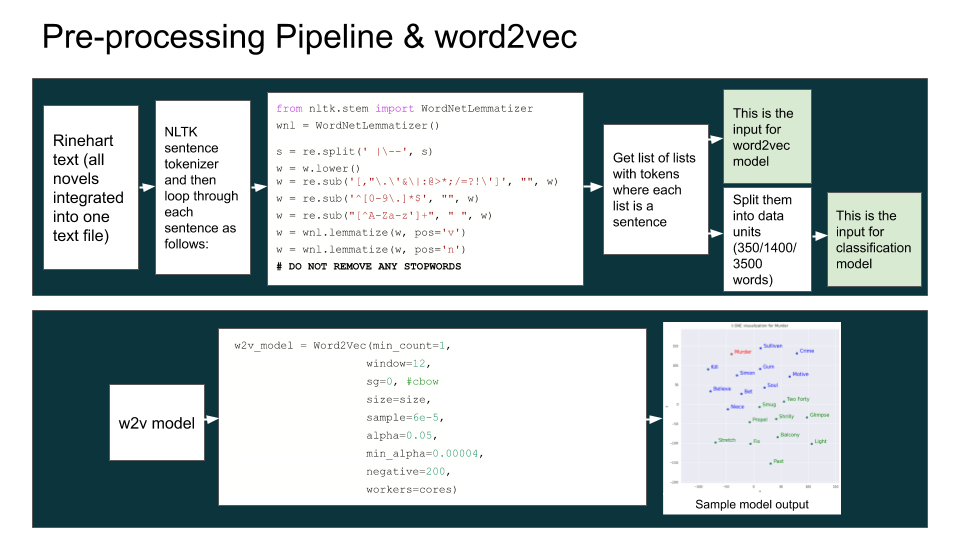 Pre-processing Pipeline & word2vec
Rinehart
text (all
novels
integrated
into one
text file)
NLTK
sentence
tokenizer
and then
loop through
each
sentence as
follows:
from nltk.stem import WordNetLemmatizer
wnl = WordNetLemmatizer()
s = re.split(' |\--', s)
w = w.lower()
w = re.sub('[,"\.\'&\|:@>*;/=?!\']', "", w)
w = re.sub('^[0-9\.]*$', "", w)
w = re.sub("[^A-Za-z']+", " ", w)
w = wnl.lemmatize(w, pos='v')
w = wnl.lemmatize(w, pos='n')
# DO NOT REMOVE ANY STOPWORDS
Get list of lists
with tokens
where each
list is a
sentence
This is the
input for
word2vec
model
Split them
into data
units
(350/1400/
3500
words)
This is the
input for
classification
model
w2v model
w2v_model = Word2Vec(min_count=1,
window=12,
sg=0, #cbow
size=size,
sample=6e-5,
alpha=0.05,
min_alpha=0.00004,
negative=200,
workers=cores)
t-SNE visualization for Murder
Sullivan
Murder
Crime
Kill
Gum
Simon
Motive
Soul
Believe
Bet
Two Forty
Niece
Smug
Glimpse
Strictly
Propel
Balcony
Stretch
Fix
Light
Past
Sample model output